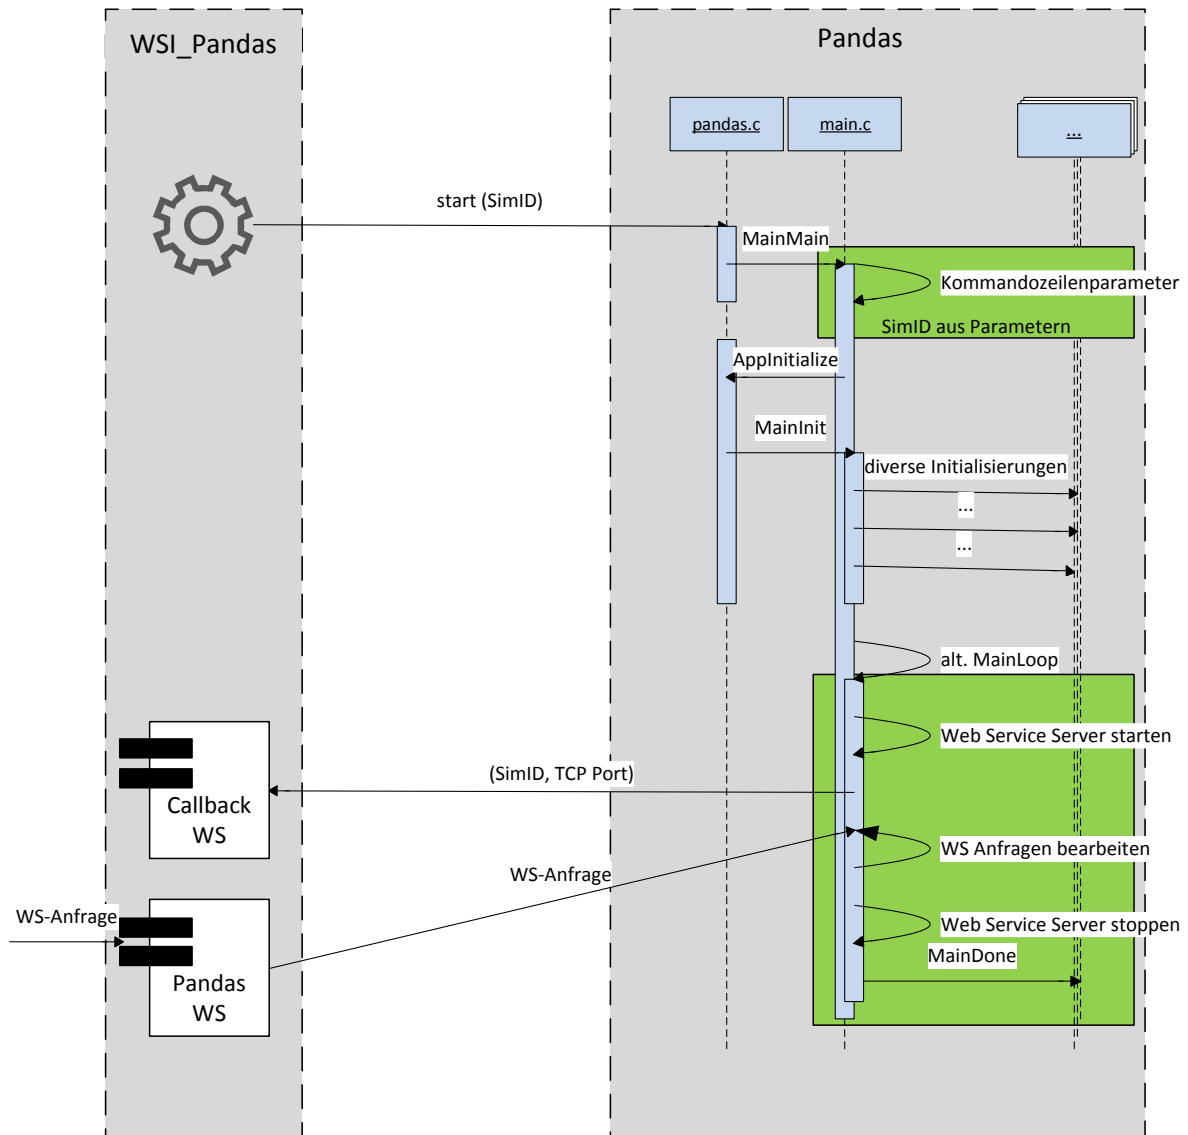 WSI_Pandas
Pandas
pandas.c
main.c
...
start (SimID)
MainMain
Kommandozeilenparameter
SimID aus Parametern
AppInitialize
MainInit
diverse Initialisierungen
...
...
alt. MainLoop
Web Service Server starten
(SimID, TCP Port)
Callback
WS
WS Anfragen bearbeiten
WS-Anfrage
WS-Anfrage
Web Service Server stoppen
MainDone
Pandas
WS